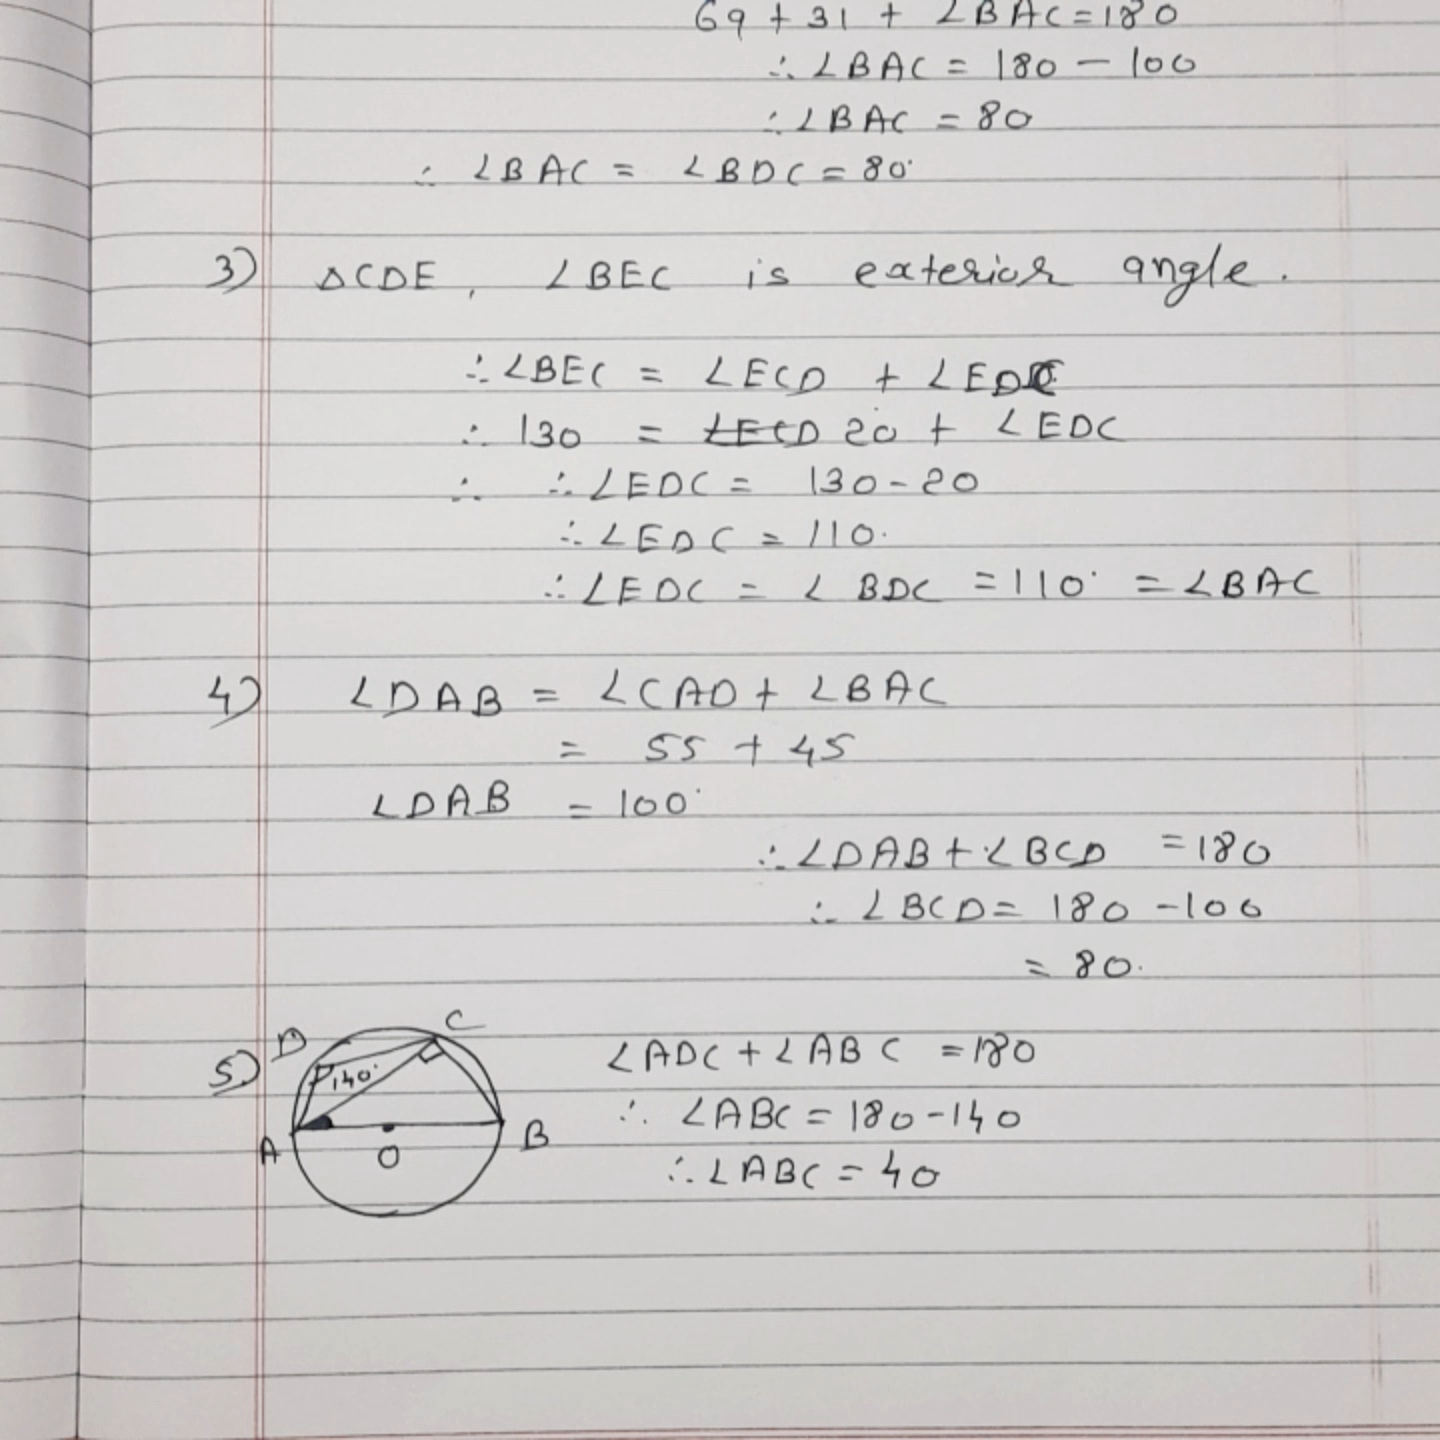 69 + 31 + ∠BAC = 180
∴ ∠BAC = 180 - 100
∴ ∠BAC = 80
∴ ∠BAC = ∠BDC = 80°
3) ΔCDE, ∠BEC is exterior angle.
∴ ∠BEC = ∠ECD + ∠EDC
∴ 130 = ∠ECD 20 + ∠EDC
∴ ∴ ∠EDC = 130 - 20
∴ ∠EDC = 110.
∴ ∠EDC = ∠BDC = 110° = ∠BAC
4) ∠DAB = ∠CAD + ∠BAC
= 55 + 45
∠DAB = 100°
∴ ∠DAB + ∠BCD = 180
∴ ∠BCD = 180 - 100
= 80.
5) D C 140° A O B
∠ADC + ∠ABC = 180
∴ ∠ABC = 180 - 140
∴ ∠ABC = 40